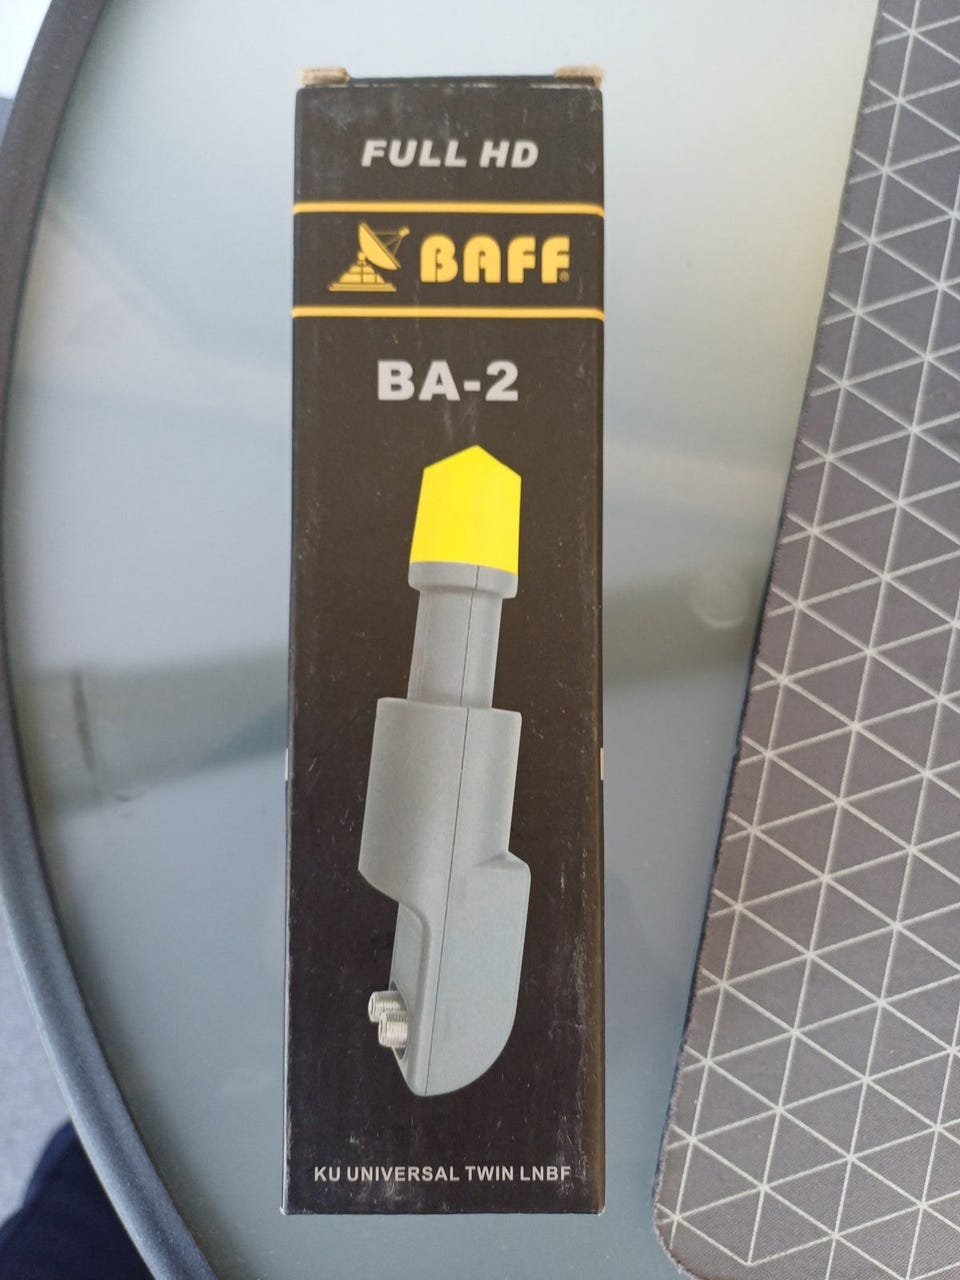 FULL HD
BAFF®
BA-2
KU UNIVERSAL TWIN LNBF